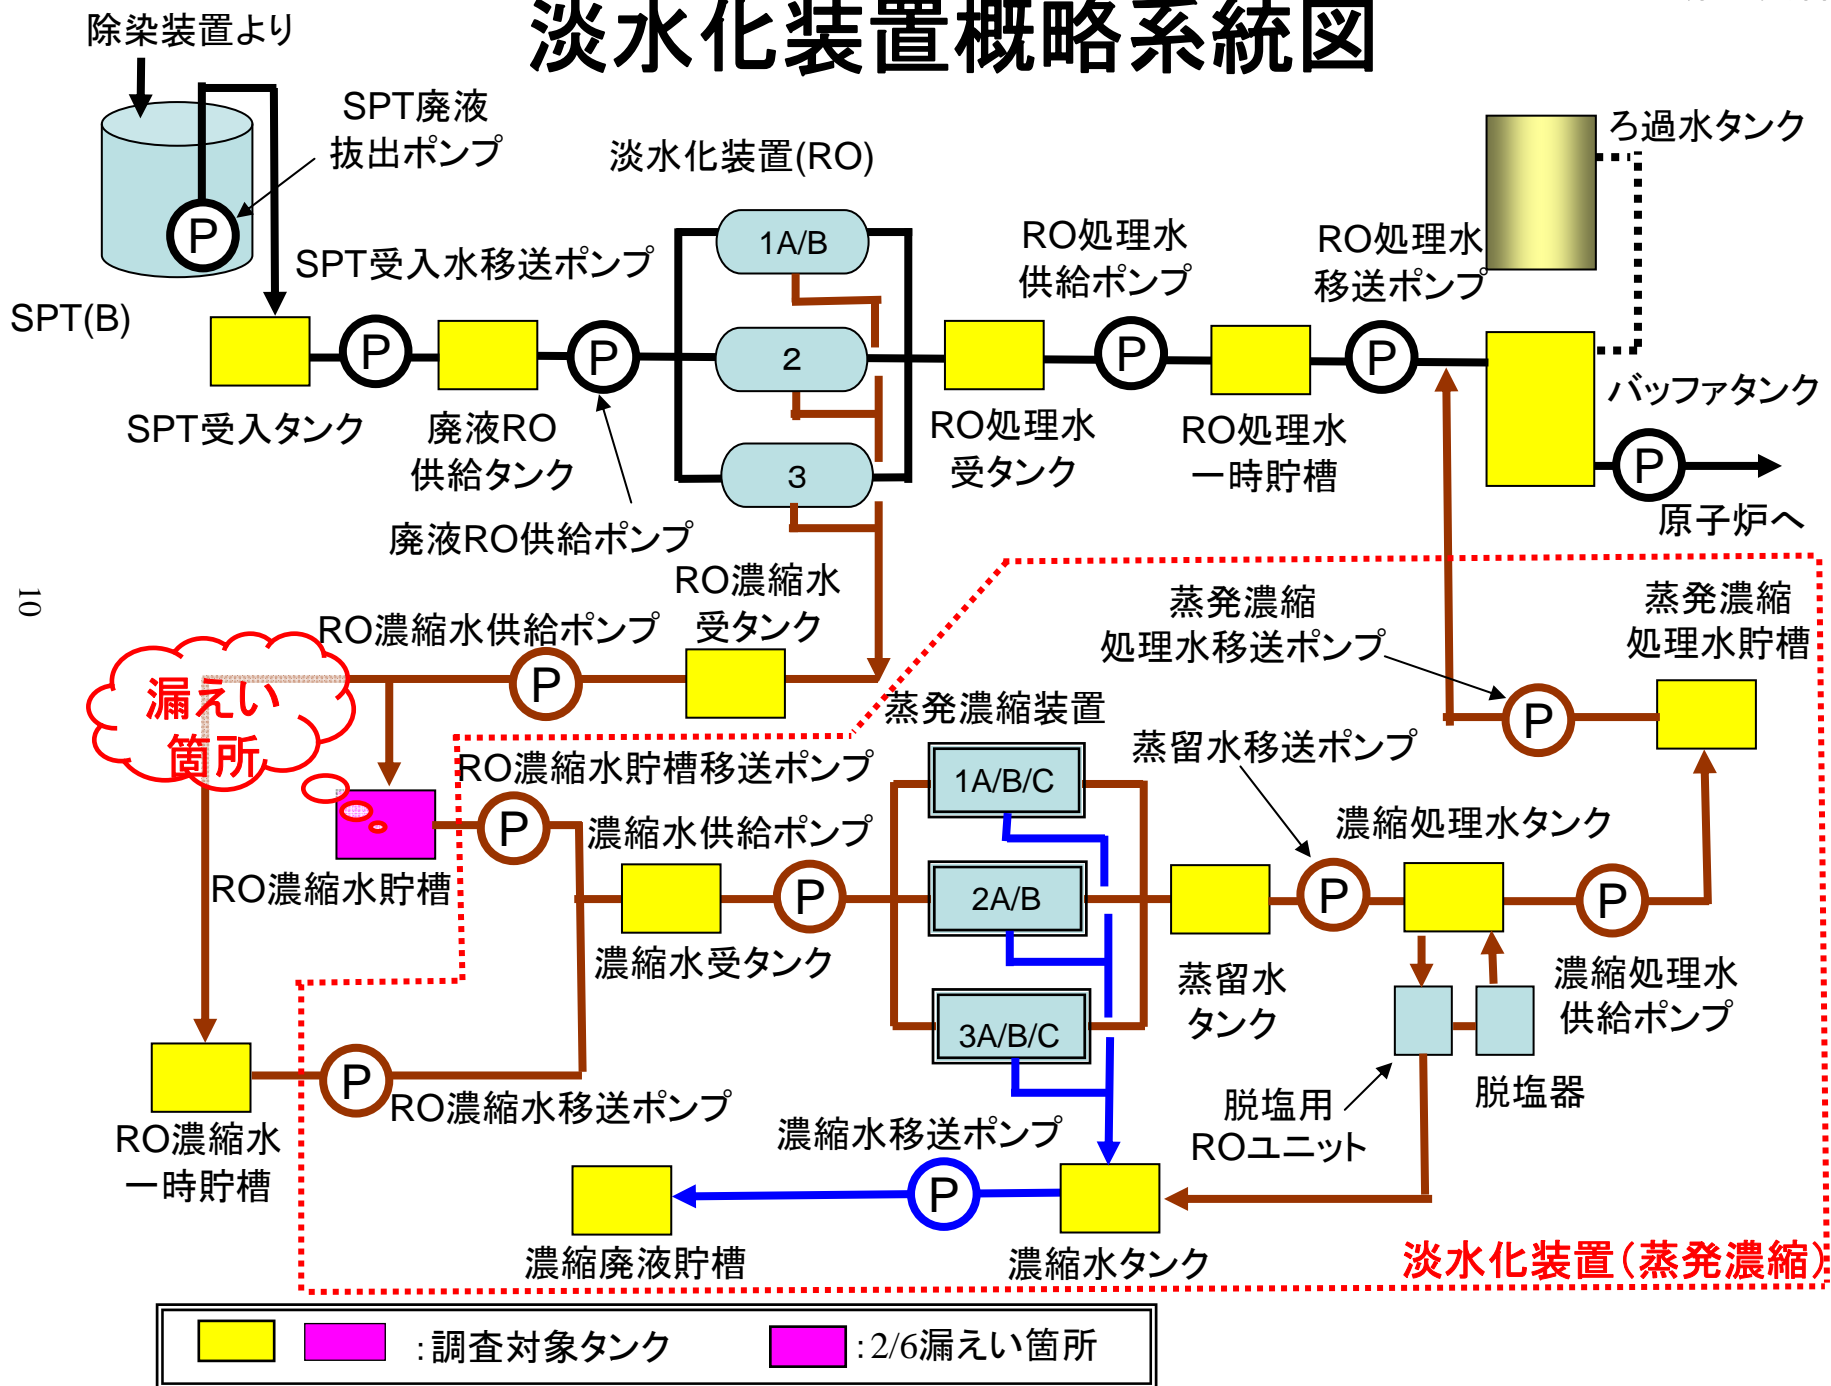 淡水化装置概略系統図
除染装置より
SPT廃液
抜出ポンプ
P
SPT(B)
SPT受入水移送ポンプ
淡水化装置(RO)
1A/B
2
3
RO処理水
供給ポンプ
RO処理水
移送ポンプ
ろ過水タンク
P
P
P
P
SPT受入タンク
廃液RO
供給タンク
廃液RO供給ポンプ
RO処理水
受タンク
RO処理水
一時貯槽
バッファタンク
P
原子炉へ
10
RO濃縮水
受タンク
RO濃縮水供給ポンプ
P
漏えい
箇所
蒸発濃縮
処理水移送ポンプ
蒸発濃縮
処理水貯槽
P
蒸発濃縮装置
1A/B/C
2A/B
3A/B/C
蒸留水移送ポンプ
RO濃縮水貯槽移送ポンプ
P
RO濃縮水貯槽
濃縮水供給ポンプ
P
濃縮水受タンク
P
濃縮処理水タンク
P
蒸留水
タンク
濃縮処理水
供給ポンプ
脱塩用
ROユニット
脱塩器
P
RO濃縮水移送ポンプ
RO濃縮水
一時貯槽
濃縮水移送ポンプ
P
濃縮廃液貯槽
濃縮水タンク
淡水化装置(蒸発濃縮)
:調査対象タンク
:2/6漏えい箇所